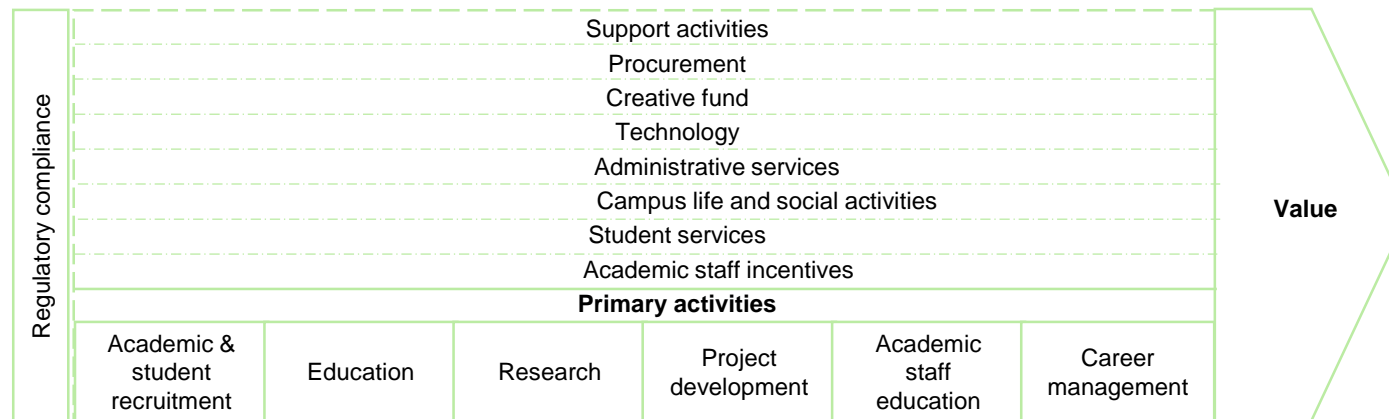 Regulatory compliance
Support activities
Procurement
Creative fund
Technology
Administrative services
Campus life and social activities
Student services
Academic staff incentives
Primary activities
Academic &
student
recruitment
Education
Research
Project
development
Academic
staff
education
Career
management
Value